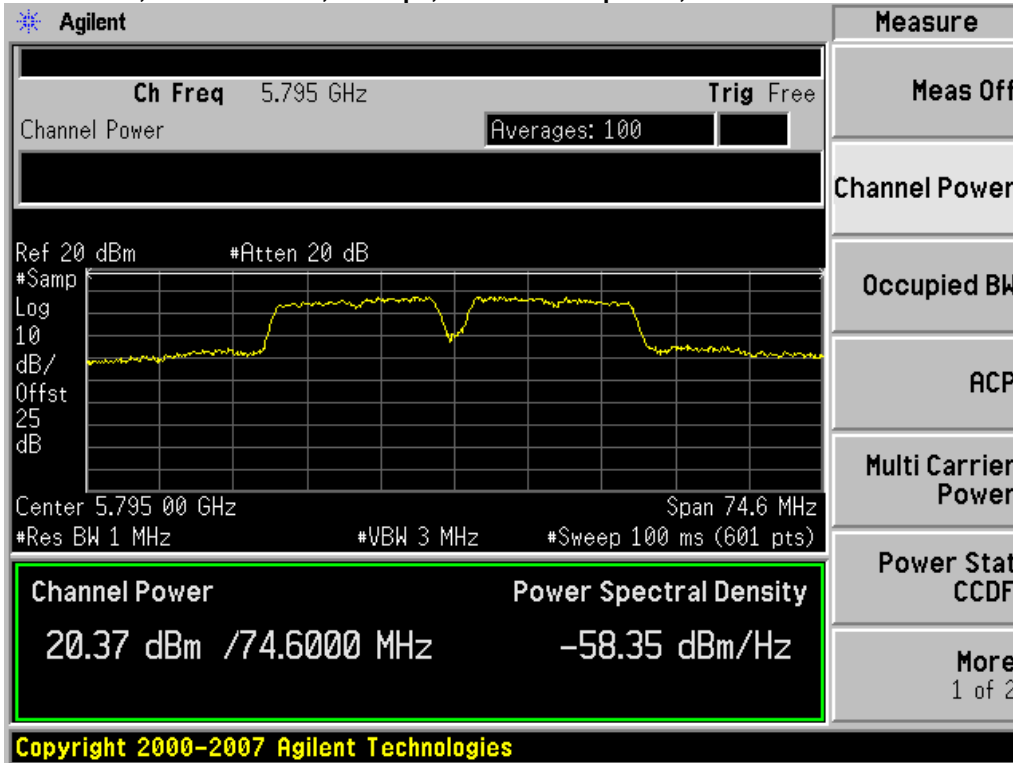 Agilent
Measure
Ch Freq 5.795 GHz Trig Free
Channel Power Averages: 100
Ref 20 dBm #Atten 20 dB
#Samp
Log
10
dB/
Offst
25
dB
Center 5.795 00 GHz Span 74.6 MHz
#Res BW 1 MHz #VBW 3 MHz #Sweep 100 ms (601 pts)
Channel Power Power Spectral Density
20.37 dBm /74.6000 MHz -58.35 dBm/Hz
Meas Off
Channel Power
Occupied BW
ACP
Multi Carrier
Power
Power Stat
CCDF
More
1 of 2
Copyright 2000-2007 Agilent Technologies